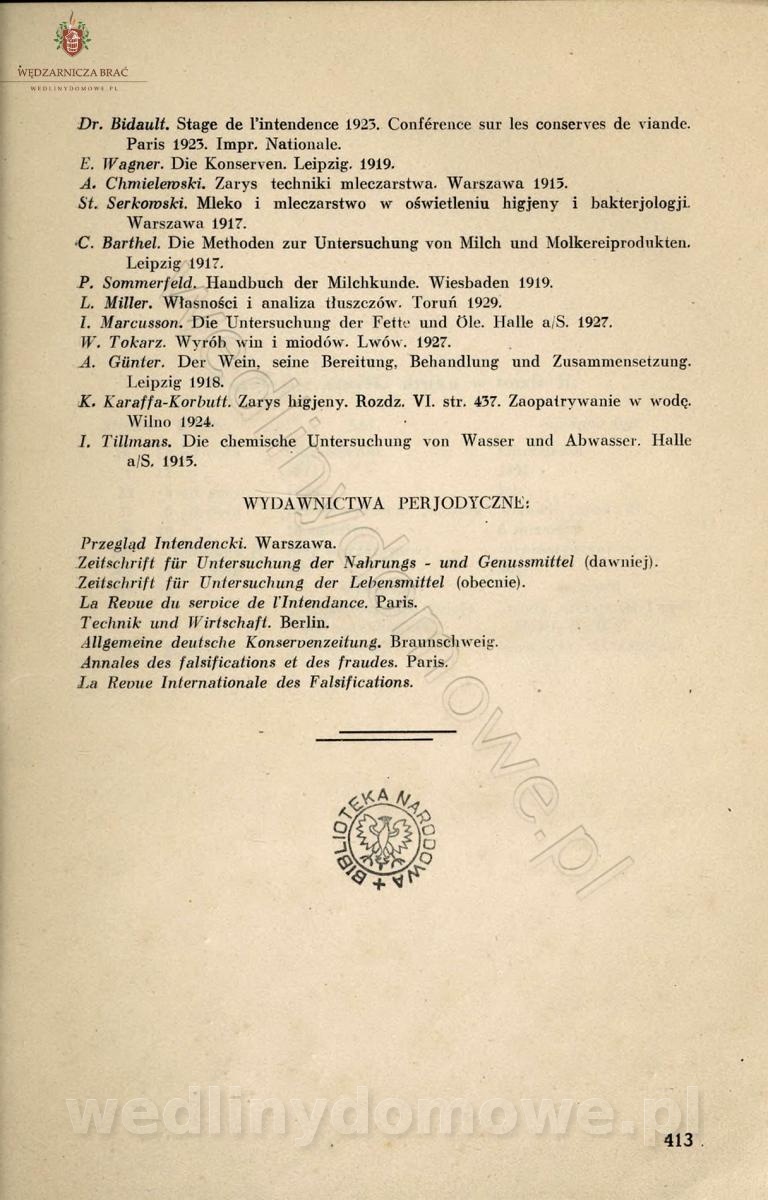 WĘDZARNICZA BRAĆ
WEDLINYDOMOWE.PL
Dr. Bidault. Stage de l'intendence 1923. Conférence sur les conserves de viande.
Paris 1923. Impr. Nationale.
E. Wagner. Die Konserven. Leipzig. 1919.
A. Chmielewski. Zarys techniki mleczarstwa. Warszawa 1915.
St. Serkowski. Mleko i mleczarstwo w oświetleniu higjeny i bakterjologji.
Warszawa 1917.
C. Barthel. Die Methoden zur Untersuchung von Milch und Molkereiprodukten.
Leipzig 1917.
P. Sommerfeld. Handbuch der Milchkunde. Wiesbaden 1919.
L. Miller. Własności i analiza tłuszczów. Toruń 1929.
I. Marcusson. Die Untersuchung der Fette und Öle. Halle a/S. 1927.
W. Tokarz. Wyrób win i miodów. Lwów. 1927.
A. Günter. Der Wein, seine Bereitung, Behandlung und Zusammensetzung.
Leipzig 1918.
K. Karaffa-Korbutt. Zarys higjeny. Rozdz. VI. str. 437. Zaopatrywanie w wodę.
Wilno 1924.
I. Tillmans. Die chemische Untersuchung von Wasser und Abwasser. Halle
a/S. 1915.
WYDAWNICTWA PERJODYCZNE:
Przegląd Intendencki. Warszawa.
Zeitschrift für Untersuchung der Nahrungs - und Genussmittel (dawniej).
Zeitschrift für Untersuchung der Lebensmittel (obecnie).
La Revue du service de l'Intendance. Paris.
Technik und Wirtschaft. Berlin.
Allgemeine deutsche Konservenzeitung. Braunschweig.
Annales des falsifications et des fraudes. Paris.
La Revue Internationale des Falsifications.
BIBLIOTEKA NARODOWA
wedlinydomowe.pl
wedlinydomowe.pl
413